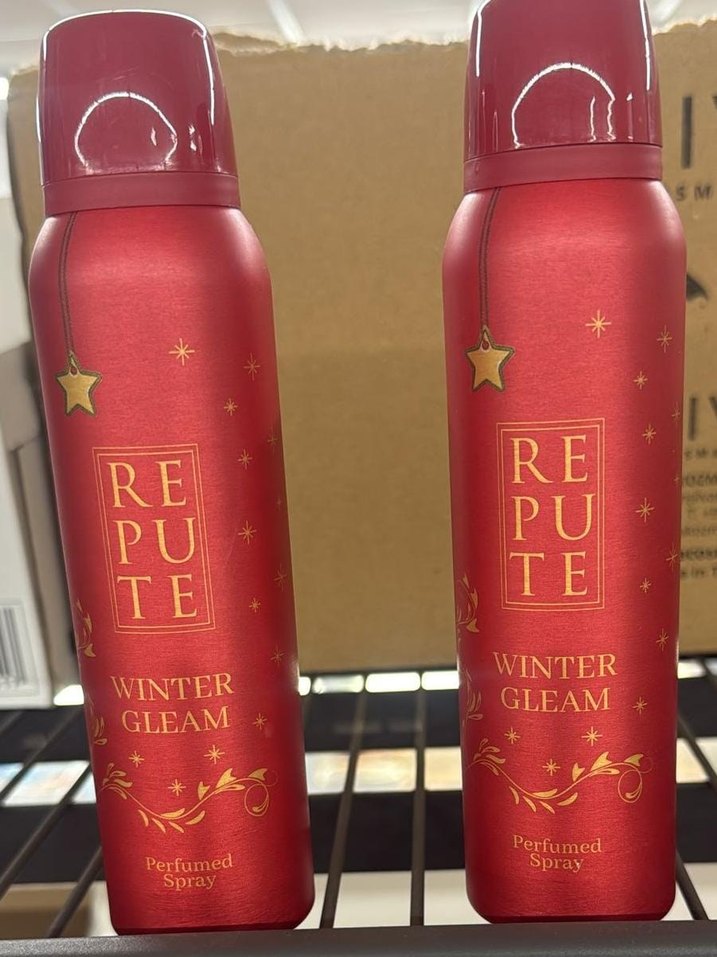 RE
PU
TE
WINTER
GLEAM
Perfumed
Spray
RE
PU
TE
WINTER
GLEAM
Perfumed
Spray